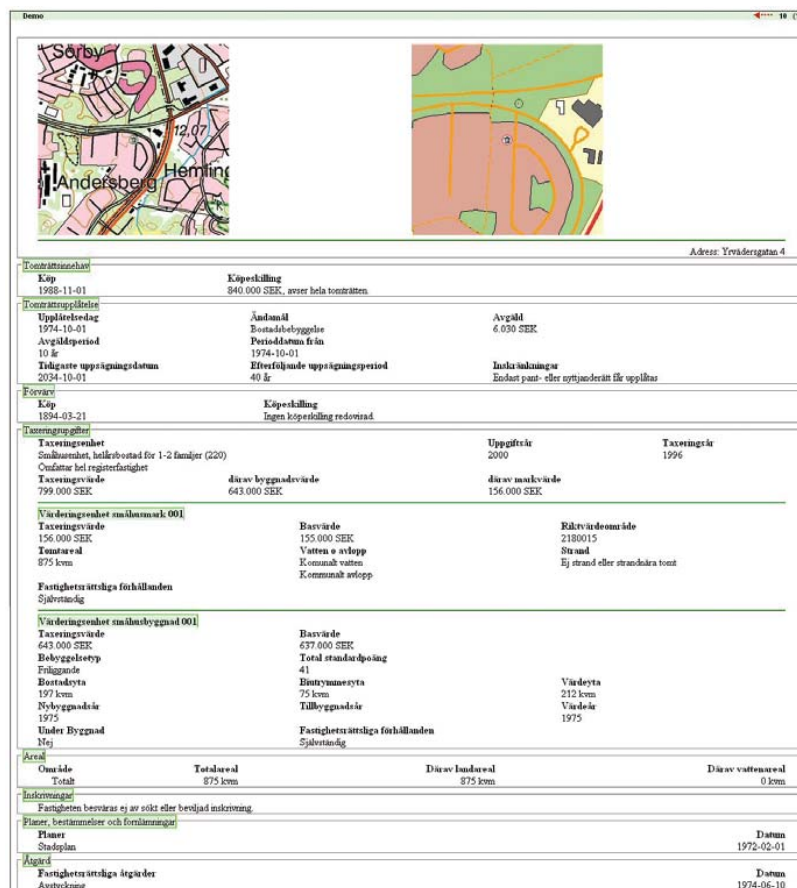 Demo 10 (
Sörby
12,07
Andersberg
Hemling
Adress: Yrvädersgatan 4
Tomträttsinnehav
Köp Köpeskilling
1988-11-01 840.000 SEK, avser hela tomträtten.
Tomträttsupplåtelse
Upplåtelsedag Ändamål Avgäld
1974-10-01 Bostadsbebyggelse 6.030 SEK
Avgäldsperiod Perioddatum från
10 år 1974-10-01
Tidigaste uppsägningsdatum Efterföljande uppsägningsperiod Inskränkningar
2034-10-01 40 år Endast pant- eller nyttjanderätt får upplåtas
Förvärv
Köp Köpeskilling
1894-03-21 Ingen köpeskilling redovisad.
Taxeringsupgifter
Taxeringsenhet Uppgiftsår Taxeringsår
Småhusenhet, helårsbostad för 1-2 familjer (220) 2000 1996
Omfattar hel registerfastighet
Taxeringsvärde därav byggnadsvärde därav markvärde
799.000 SEK 643.000 SEK 156.000 SEK
Värderingsenhet småhusmark 001
Taxeringsvärde Basvärde Riktvärdeområde
156.000 SEK 155.000 SEK 2180015
Tomtareal Vatten o avlopp Strand
875 kvm Komunalt vatten Ej strand eller strandnära tomt
Kommunalt avlopp
Fastighetsrättsliga förhållanden
Självständig
Värderingsenhet småhusbyggnad 001
Taxeringsvärde Basvärde
643.000 SEK 637.000 SEK
Bebyggelsetyp Total standardpoäng
Friliggande 41
Bostadsyta Biutrymmesyta Värdeyta
197 kvm 75 kvm 212 kvm
Nybyggnadsår Tillbyggnadsår Värdeår
1975 1975
Under Byggnad Fastighetsrättsliga förhållanden
Nej Självständig
Areal
Område Totalareal Därav landareal Därav vattenareal
Totalt 875 kvm 875 kvm 0 kvm
Inskrivningar
Fastigheten besväras ej av sökt eller beviljad inskrivning.
Planer, bestämmelser och fornlämningar
Planer Datum
Stadsplan 1972-02-01
Åtgärd
Fastighetsrättsliga åtgärder Datum
Avstyckning 1974-06-10